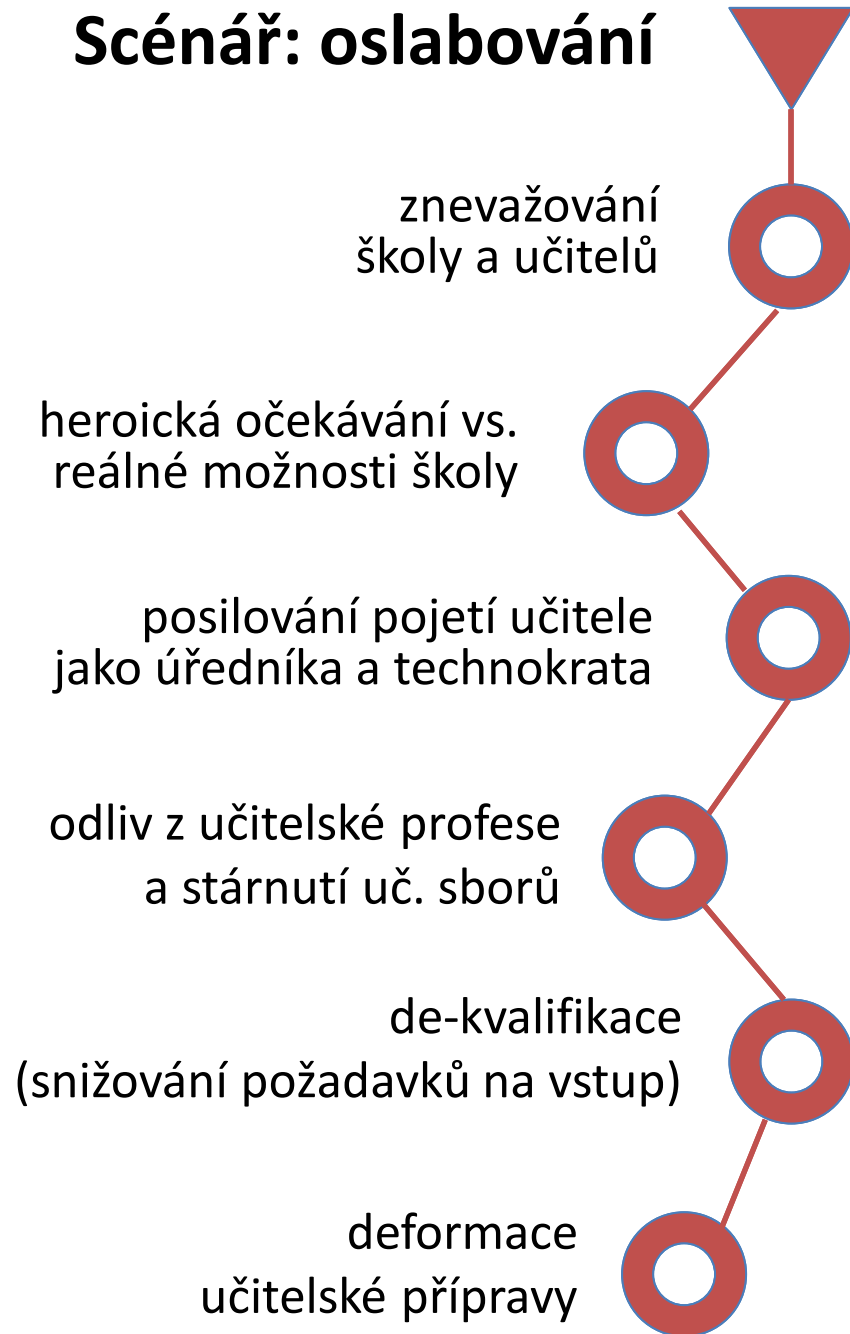 Scénář: oslabování
znevažování
školy a učitelů
heroická očekávání vs.
reálné možnosti školy
posilování pojetí učitele
jako úředníka a technokrata
odliv z učitelské profese
a stárnutí uč. sborů
de-kvalifikace
(snižování požadavků na vstup)
deformace
učitelské přípravy